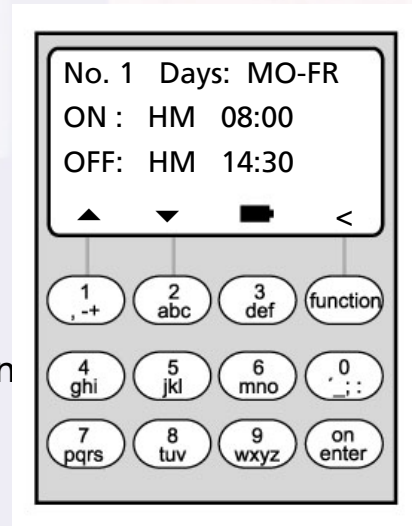 No. 1 Days: MO-FR
ON : HM 08:00
OFF: HM 14:30
<
1 2 3 function
, -+ abc def
n
4 5 6 0
ghi jkl mno ´_; :
7 8 9 on
pqrs tuv wxyz enter